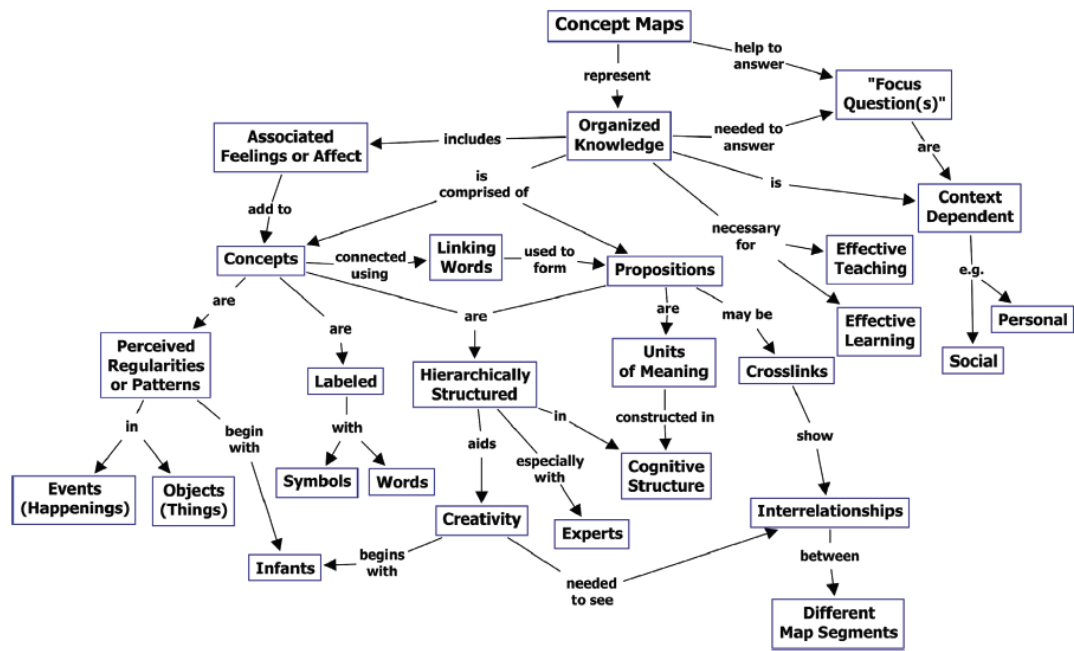 Concept Maps
help to
answer
represent
"Focus
Question(s)"
Organized
Knowledge
needed to
answer
includes
Associated
Feelings or Affect
are
is
is
comprised of
Context
Dependent
add to
necessary
for
Concepts
connected
using
Linking
Words
used to
form
Propositions
Effective
Teaching
e.g.
are
are
are
are
may be
Personal
Effective
Learning
Social
Perceived
Regularities
or Patterns
Labeled
Hierarchically
Structured
Units
of Meaning
Crosslinks
in
begin
with
with
aids
in
constructed in
show
especially
with
Events
(Happenings)
Objects
(Things)
Symbols
Words
Cognitive
Structure
Creativity
Experts
Interrelationships
Infants
begins
with
needed
to see
between
Different
Map Segments